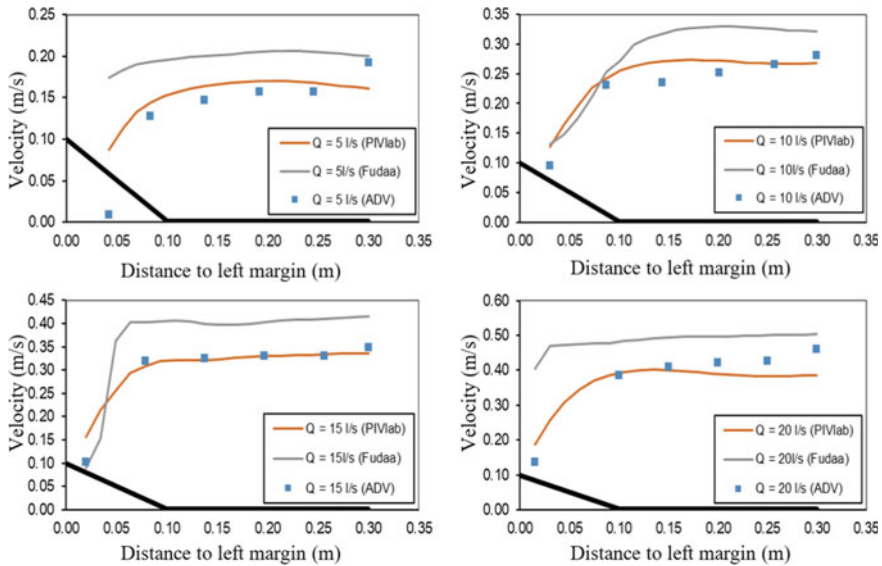 Velocity (m/s)
0.25
0.20
0.15
0.10
0.05
0.00
0.00 0.05 0.10 0.15 0.20 0.25 0.30 0.35
Distance to left margin (m)
Q = 5 l/s (PIVlab)
Q = 5l/s (Fudaa)
Q = 5 l/s (ADV)
Velocity (m/s)
0.35
0.30
0.25
0.20
0.15
0.10
0.05
0.00
0.00 0.05 0.10 0.15 0.20 0.25 0.30 0.35
Distance to left margin (m)
Q = 10 l/s (PIVlab)
Q = 10l/s (Fudaa)
Q = 10 l/s (ADV)
Velocity (m/s)
0.45
0.40
0.35
0.30
0.25
0.20
0.15
0.10
0.05
0.00
0.00 0.05 0.10 0.15 0.20 0.25 0.30 0.35
Distance to left margin (m)
Q = 15 l/s (PIVlab)
Q = 15l/s (Fudaa)
Q = 15 l/s (ADV)
Velocity (m/s)
0.60
0.50
0.40
0.30
0.20
0.10
0.00
0.00 0.05 0.10 0.15 0.20 0.25 0.30 0.35
Distance to left margin (m)
Q = 20 l/s (PIVlab)
Q = 20l/s (Fudaa)
Q = 20 l/s (ADV)